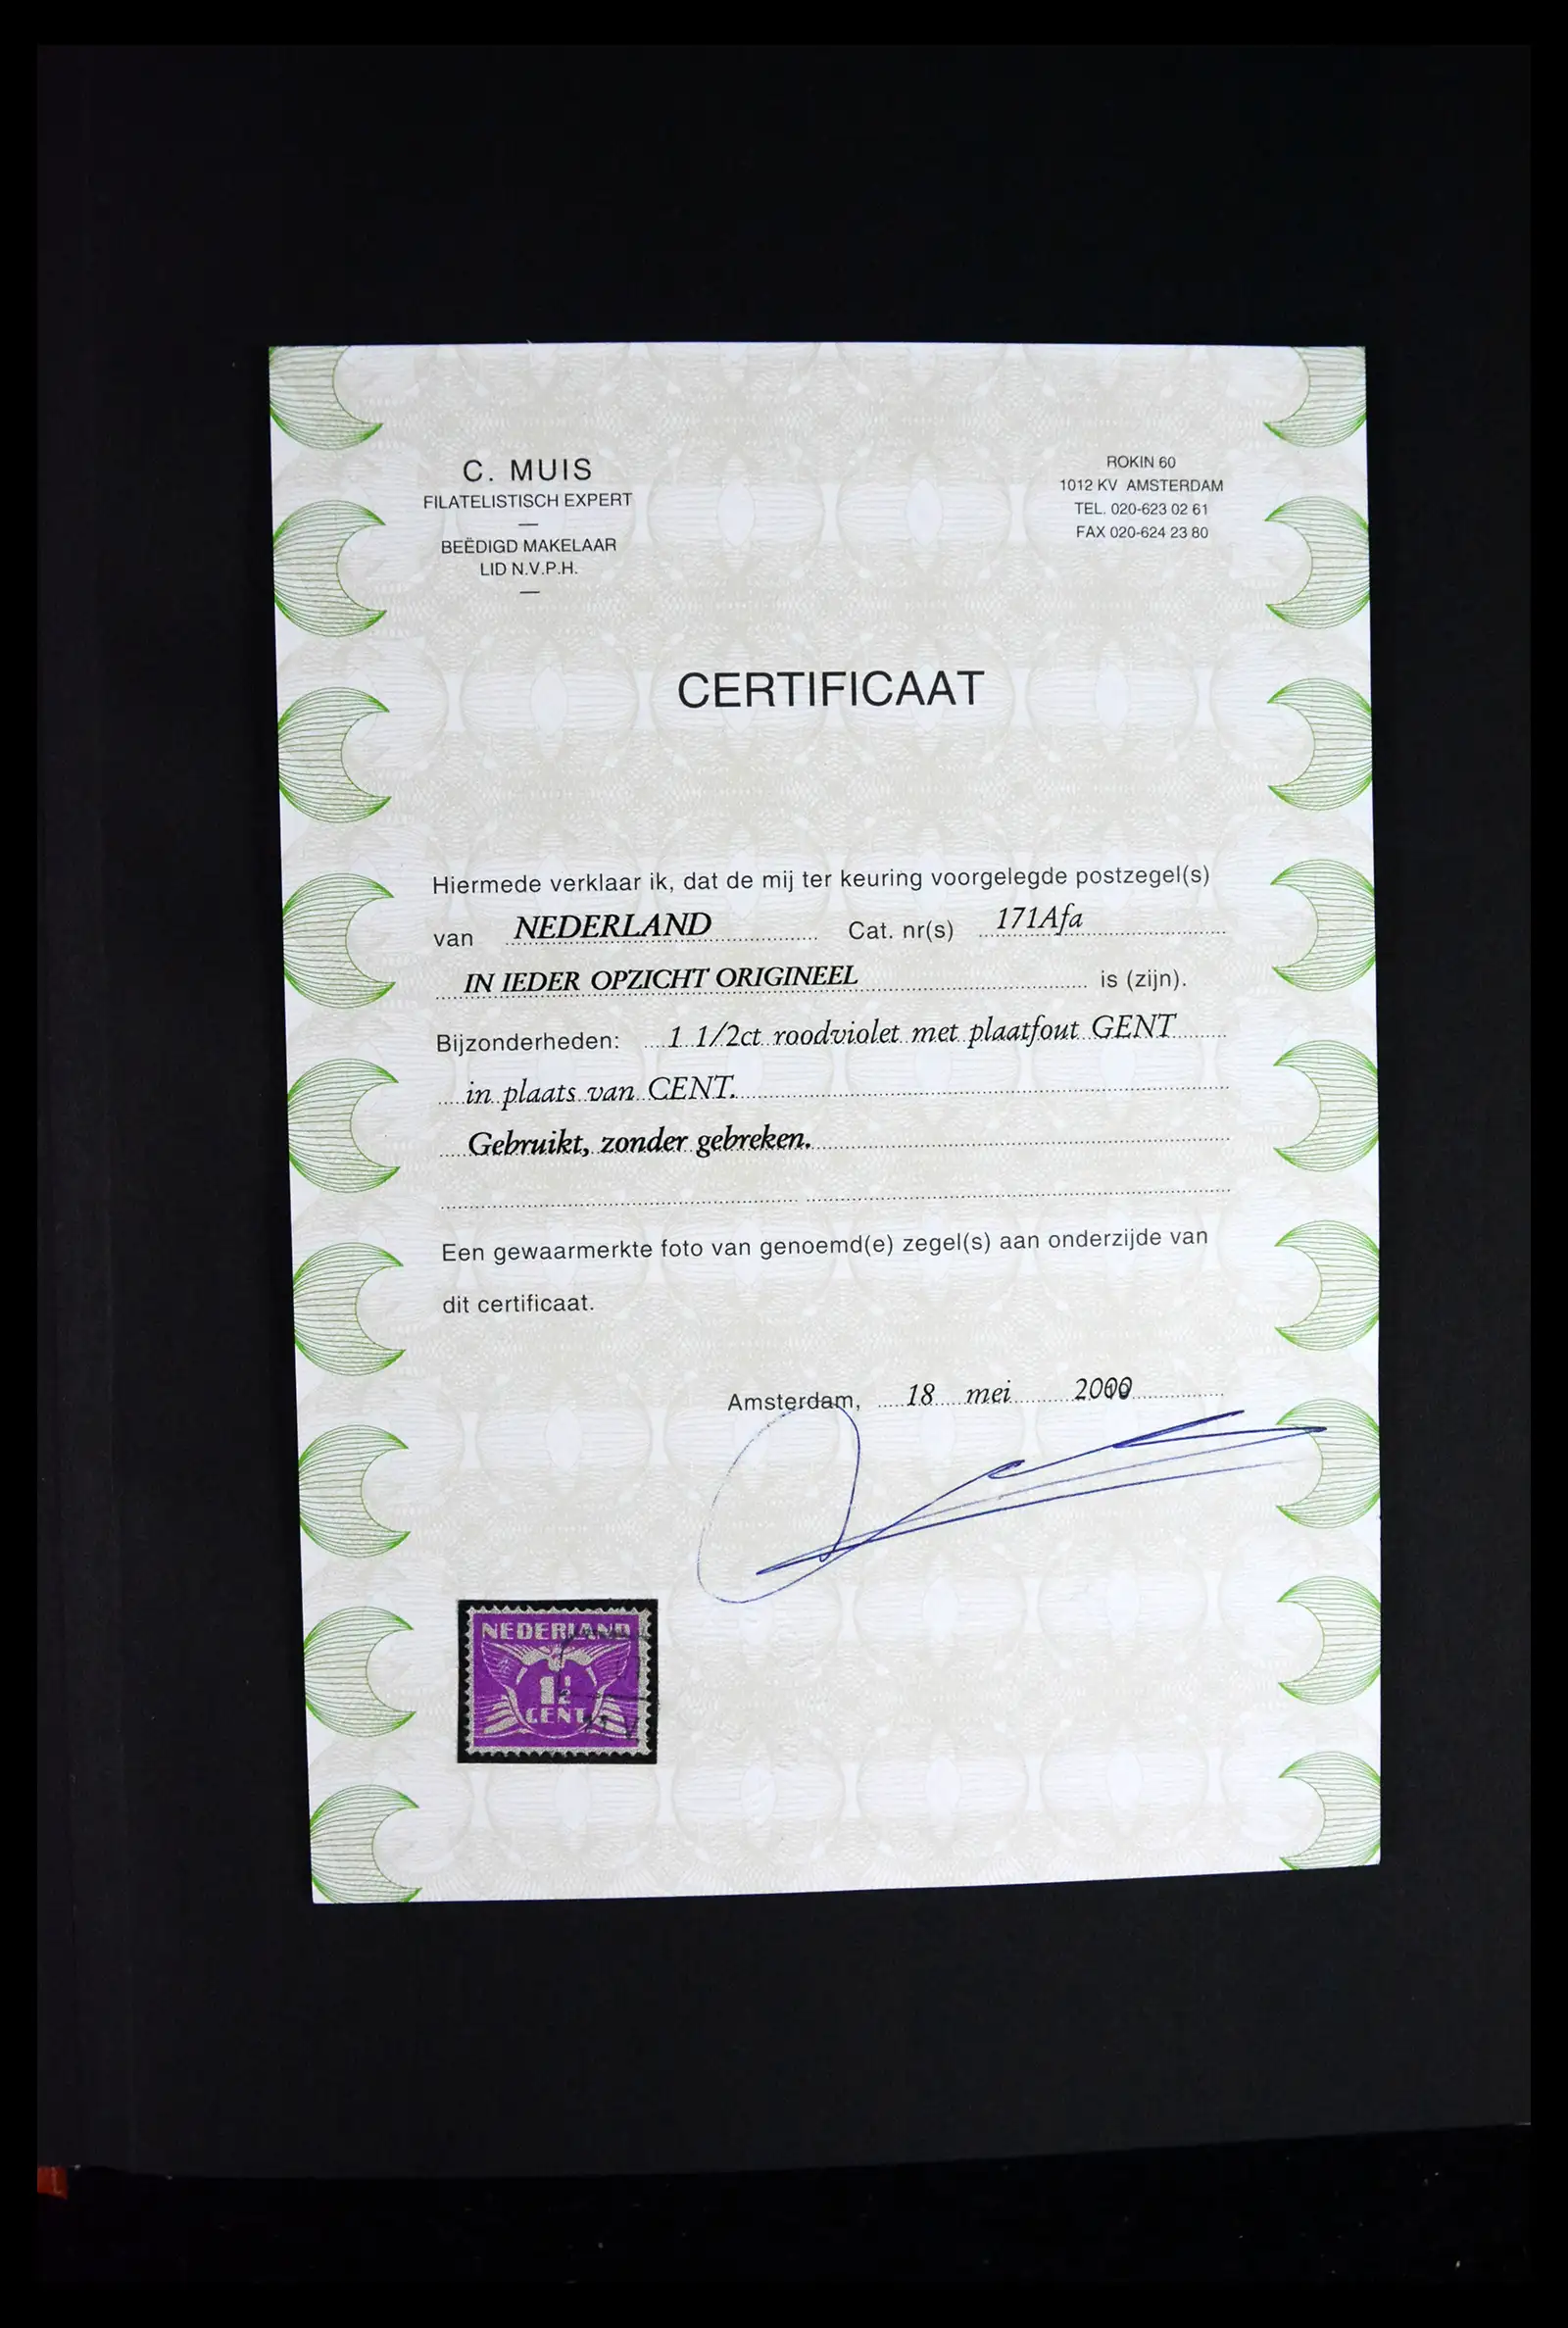 C. MUIS
FILATELISTISCH EXPERT
BEËDIGD MAKELAAR
LID N.V.P.H.
ROKIN 60
1012 KV AMSTERDAM
TEL. 020-623 02 61
FAX 020-624 23 80
CERTIFICAAT
Hiermede verklaar ik, dat de mij ter keuring voorgelegde postzegel(s)
van NEDERLAND Cat. nr(s) 171Afa
IN IEDER OPZICHT ORIGINEEL is (zijn).
Bijzonderheden: 1 1/2ct roodviolet met plaatfout GENT
in plaats van CENT.
Gebruikt, zonder gebreken.
Een gewaarmerkte foto van genoemd(e) zegel(s) aan onderzijde van
dit certificaat.
Amsterdam, 18 mei 2000
NEDERLAND
1½
GENT